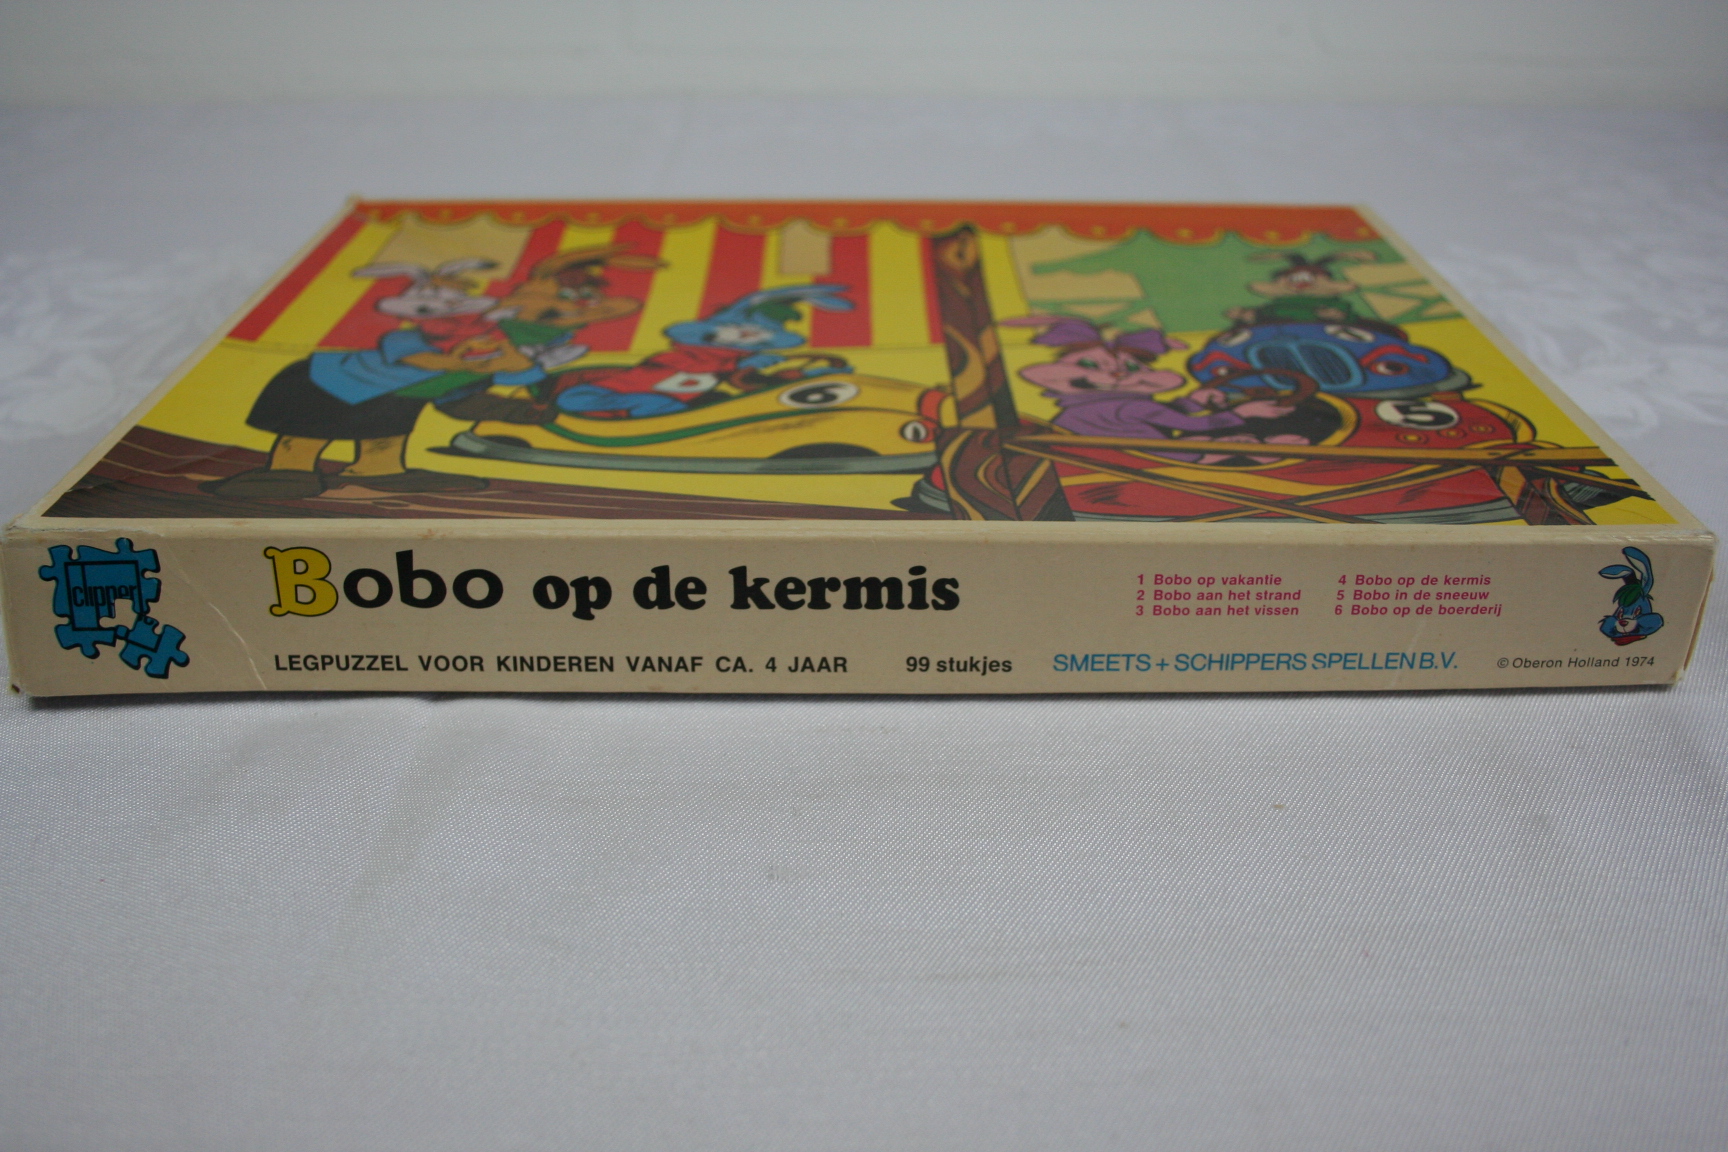 6
5
clipper
Bobo op de kermis
1 Bobo op vakantie
2 Bobo aan het strand
3 Bobo aan het vissen
4 Bobo op de kermis
5 Bobo in de sneeuw
6 Bobo op de boerderij
LEGPUZZEL VOOR KINDEREN VANAF CA. 4 JAAR 99 stukjes SMEETS + SCHIPPERS SPELLEN B.V. © Oberon Holland 1974